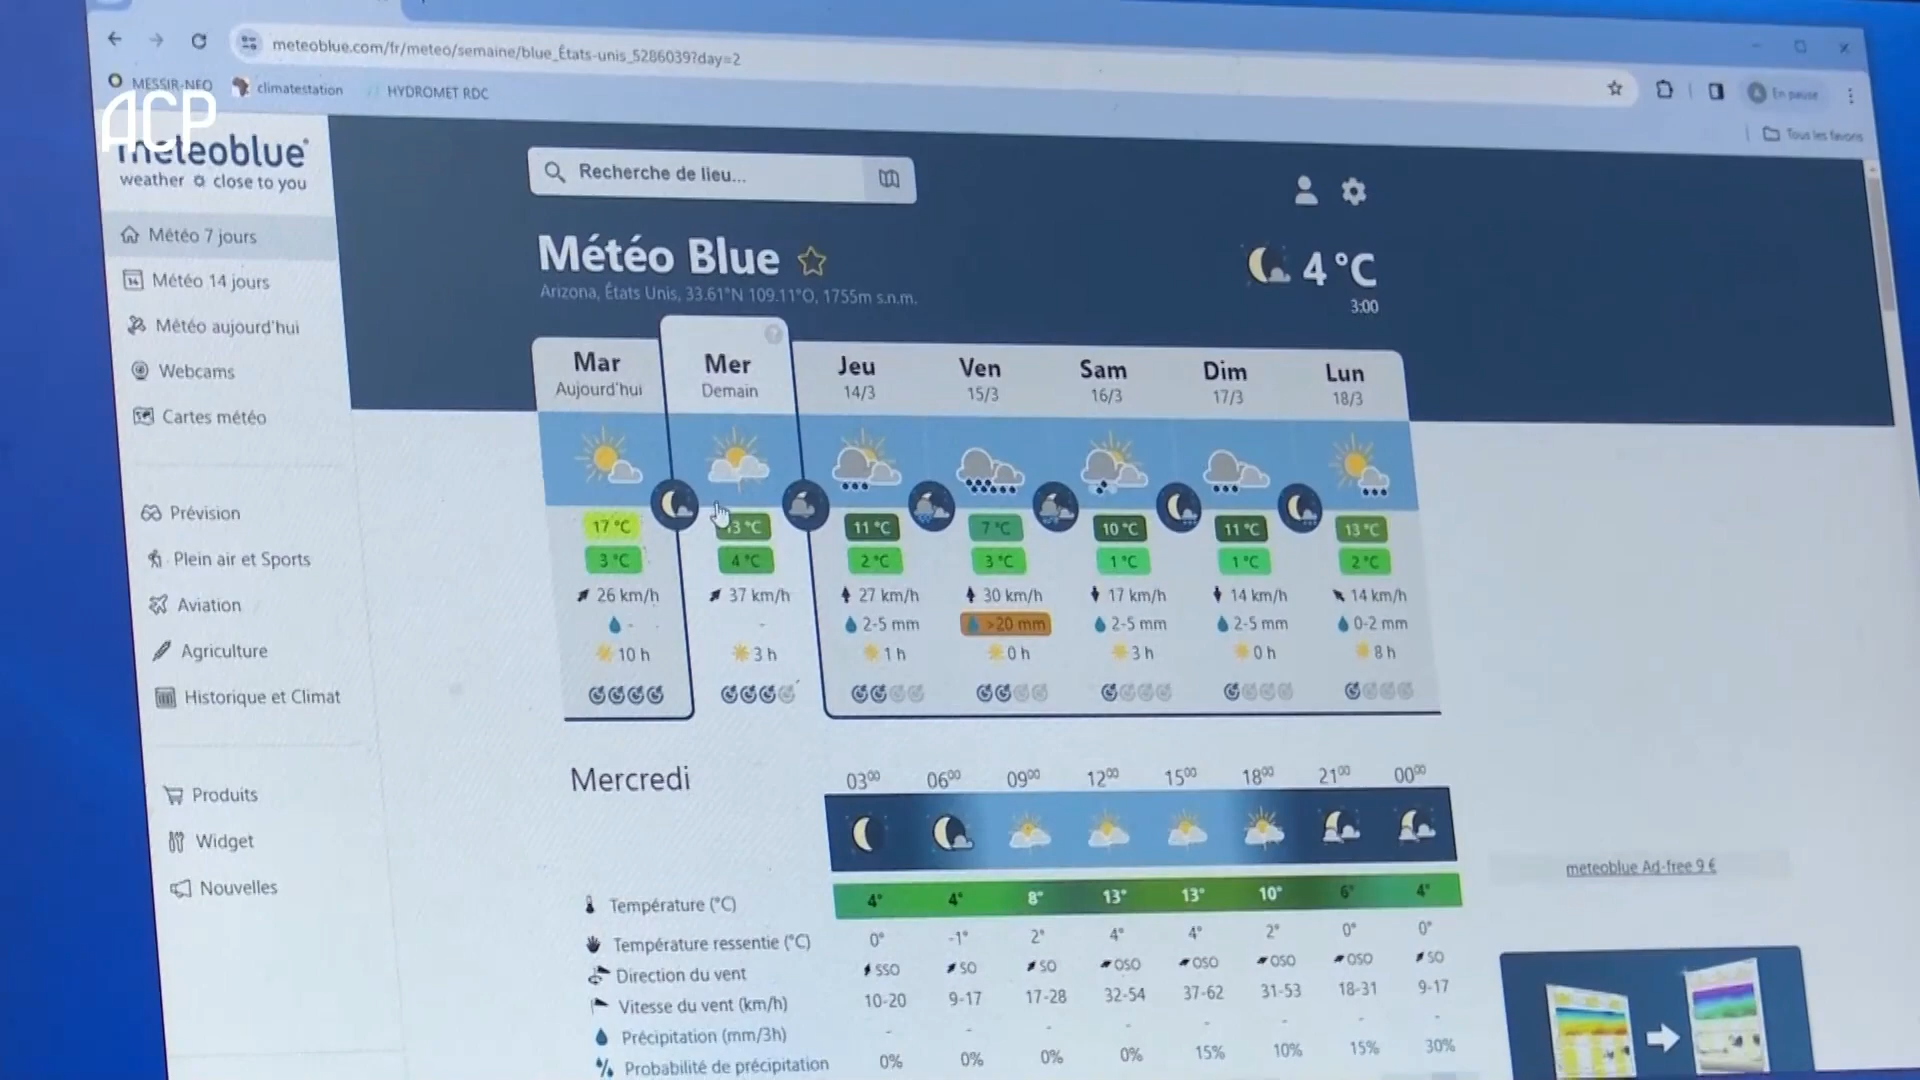 meteoblue.com/fr/meteo/semaine/blue_États-unis_5286039?day=2
MESSIR-NEO climatestation HYDROMET RDC
En pause
Tous les favoris
ACP
meteoblue
weather close to you
Recherche de lieu...
Météo 7 jours
Météo 14 jours
Météo aujourd'hui
Webcams
Cartes météo
Prévision
Plein air et Sports
Aviation
Agriculture
Historique et Climat
Produits
Widget
Nouvelles
Météo Blue
Arizona, États Unis, 33.61°N 109.11°O, 1755m s.n.m.
4 °C
3:00
Mar Mer Jeu Ven Sam Dim Lun
Aujourd'hui Demain 14/3 15/3 16/3 17/3 18/3
17 °C 3 °C 11 °C 7 °C 10 °C 11 °C 13 °C
3 °C 4 °C 2 °C 3 °C 1 °C 1 °C 2 °C
26 km/h 37 km/h 27 km/h 30 km/h 17 km/h 14 km/h 14 km/h
- - 2-5 mm >20 mm 2-5 mm 2-5 mm 0-2 mm
10 h 3 h 1 h 0 h 3 h 0 h 8 h
Mercredi 03⁰⁰ 06⁰⁰ 09⁰⁰ 12⁰⁰ 15⁰⁰ 18⁰⁰ 21⁰⁰ 00⁰⁰
Température (°C) 4° 4° 8° 13° 13° 10° 6° 4°
Température ressentie (°C) 0° -1° 2° 4° 4° 2° 0° 0°
Direction du vent SSO SO SO OSO OSO OSO OSO SO
Vitesse du vent (km/h) 10-20 9-17 17-28 32-54 37-62 31-53 18-31 9-17
Précipitation (mm/3h) - - - - - - - -
Probabilité de précipitation 0% 0% 0% 0% 15% 10% 15% 30%
meteoblue Ad-free 9 €